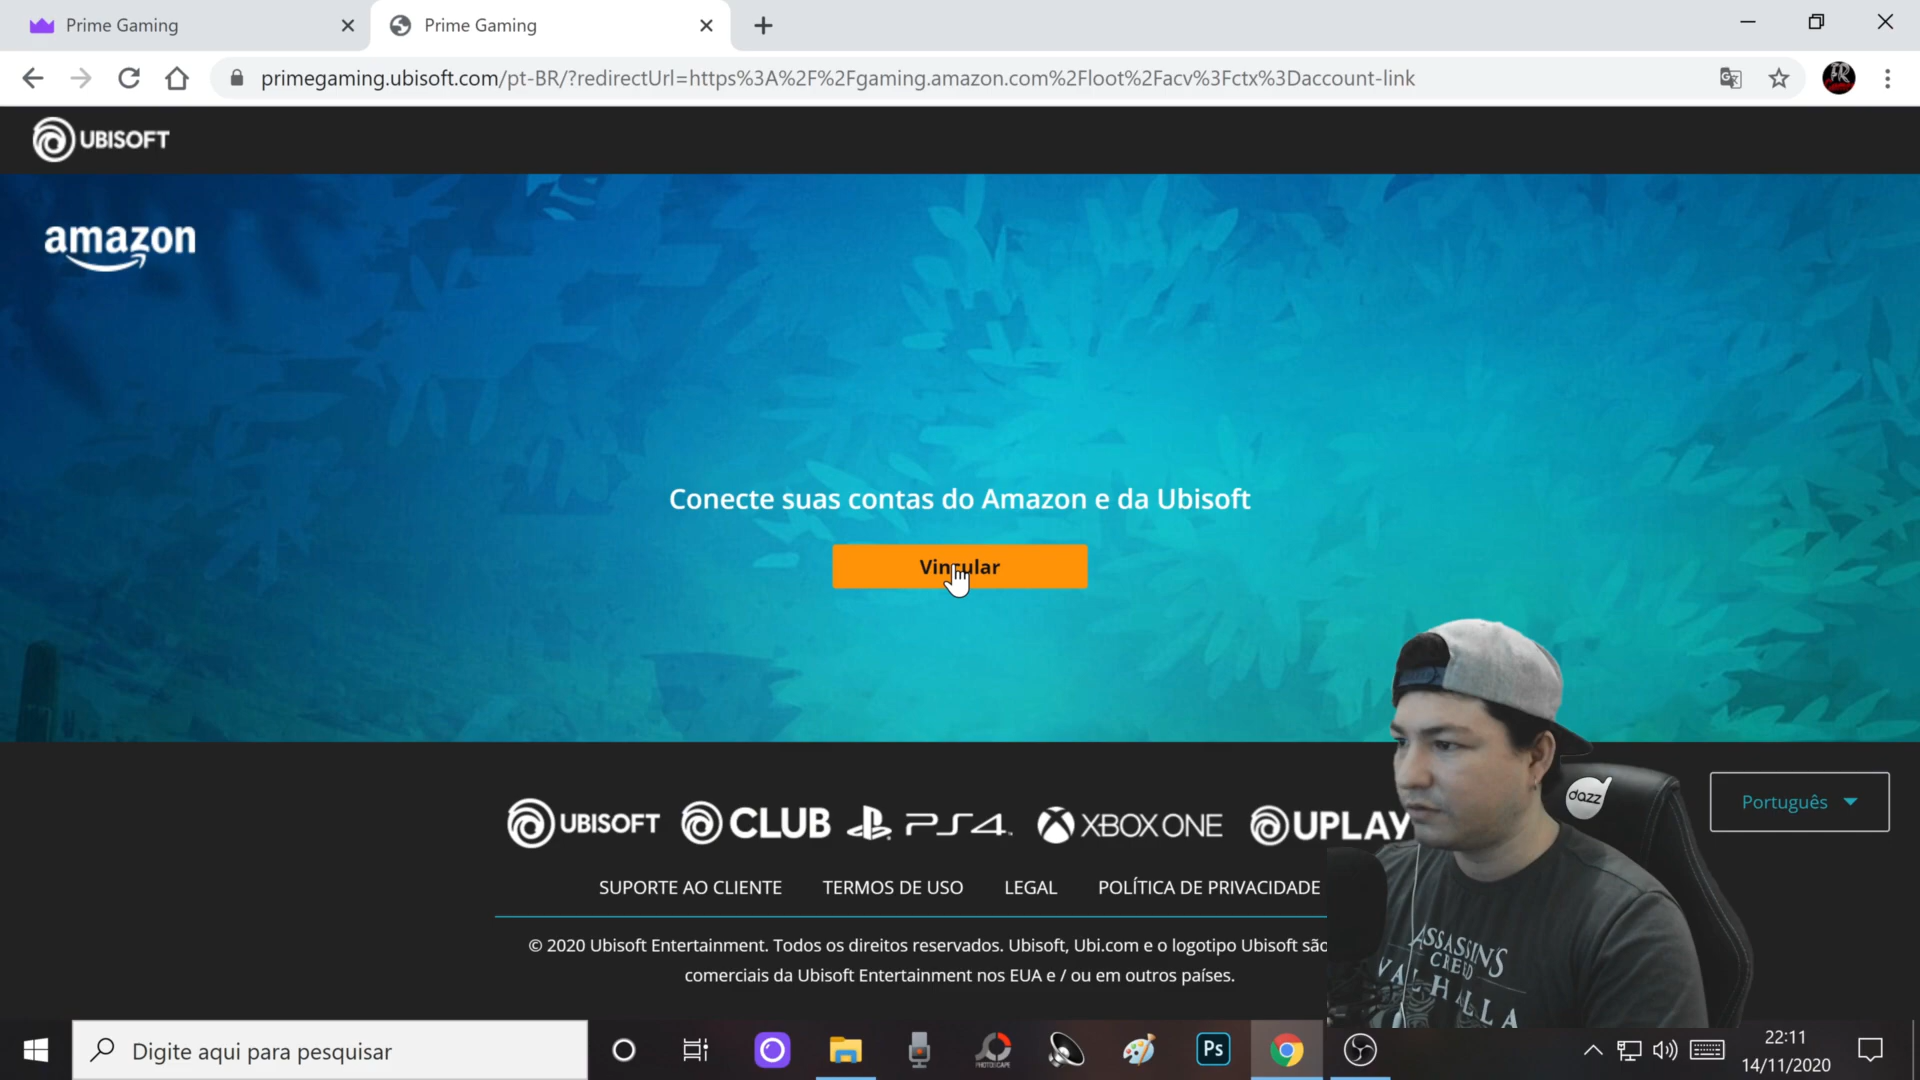 Prime Gaming
Prime Gaming
primegaming.ubisoft.com/pt-BR/?redirectUrl=https%3A%2F%2Fgaming.amazon.com%2Floot%2Facv%3Fctx%3Daccount-link
UBISOFT
amazon
Conecte suas contas do Amazon e da Ubisoft
Vincular
dazz
Português
UBISOFT CLUB PS4 XBOX ONE UPLAY
SUPORTE AO CLIENTE TERMOS DE USO LEGAL POLÍTICA DE PRIVACIDADE
© 2020 Ubisoft Entertainment. Todos os direitos reservados. Ubisoft, Ubi.com e o logotipo Ubisoft são
comerciais da Ubisoft Entertainment nos EUA e / ou em outros países.
ASSASSINS
CREED
VALHALLA
Digite aqui para pesquisar
Ps
22:11
14/11/2020